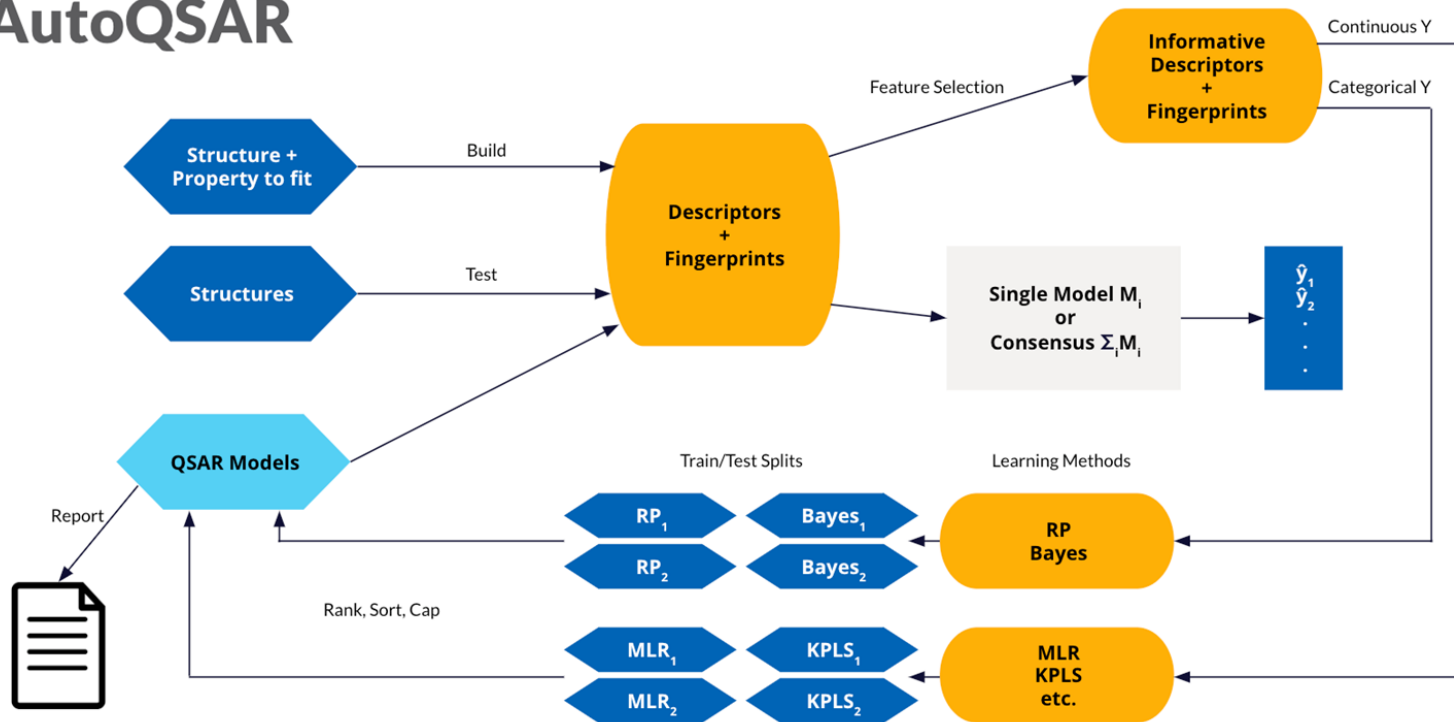 AutoQSAR
Continuous Y
Informative
Descriptors
+
Fingerprints
Feature Selection
Categorical Y
Structure +
Property to fit
Build
Descriptors
+
Fingerprints
Structures
Test
Single Model Mᵢ
or
Consensus ΣᵢMᵢ
ŷ₁
ŷ₂
.
.
.
QSAR Models
Train/Test Splits
Learning Methods
Report
RP₁
Bayes₁
RP₂
Bayes₂
RP
Bayes
Rank, Sort, Cap
MLR₁
KPLS₁
MLR₂
KPLS₂
MLR
KPLS
etc.